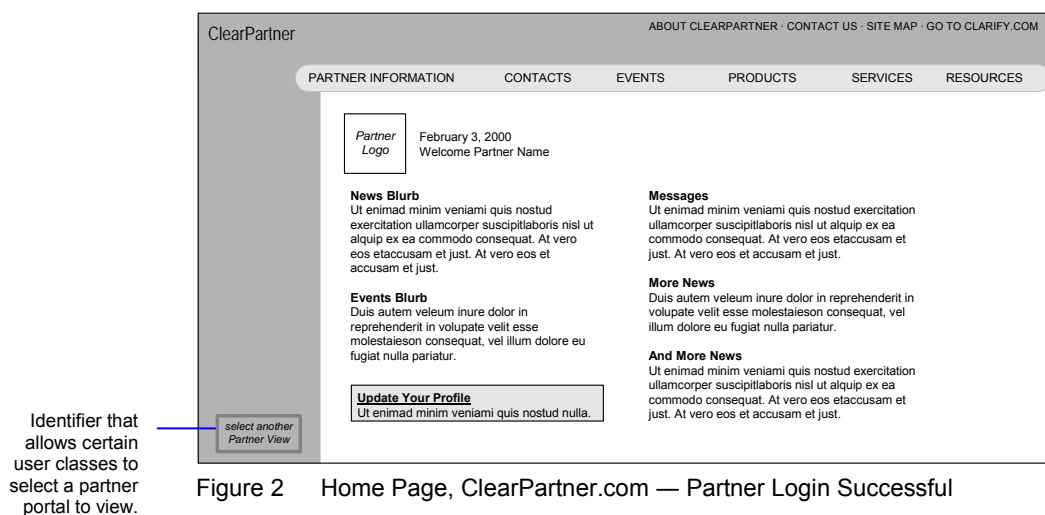 ClearPartner
ABOUT CLEARPARTNER · CONTACT US · SITE MAP · GO TO CLARIFY.COM
PARTNER INFORMATION CONTACTS EVENTS PRODUCTS SERVICES RESOURCES
Partner
Logo
February 3, 2000
Welcome Partner Name
News Blurb
Ut enimad minim veniami quis nostud
exercitation ullamcorper suscipitlaboris nisl ut
alquip ex ea commodo consequat. At vero
eos etaccusam et just. At vero eos et
accusam et just.
Events Blurb
Duis autem veleum inure dolor in
reprehenderit in volupate velit esse
molestaieson consequat, vel illum dolore eu
fugiat nulla pariatur.
Update Your Profile
Ut enimad minim veniami quis nostud nulla.
Messages
Ut enimad minim veniami quis nostud exercitation
ullamcorper suscipitlaboris nisl ut alquip ex ea
commodo consequat. At vero eos etaccusam et
just. At vero eos et accusam et just.
More News
Duis autem veleum inure dolor in reprehenderit in
volupate velit esse molestaieson consequat, vel
illum dolore eu fugiat nulla pariatur.
And More News
Ut enimad minim veniami quis nostud exercitation
ullamcorper suscipitlaboris nisl ut alquip ex ea
commodo consequat. At vero eos etaccusam et
just. At vero eos et accusam et just.
select another
Partner View
Identifier that
allows certain
user classes to
select a partner
portal to view.
Figure 2 Home Page, ClearPartner.com — Partner Login Successful